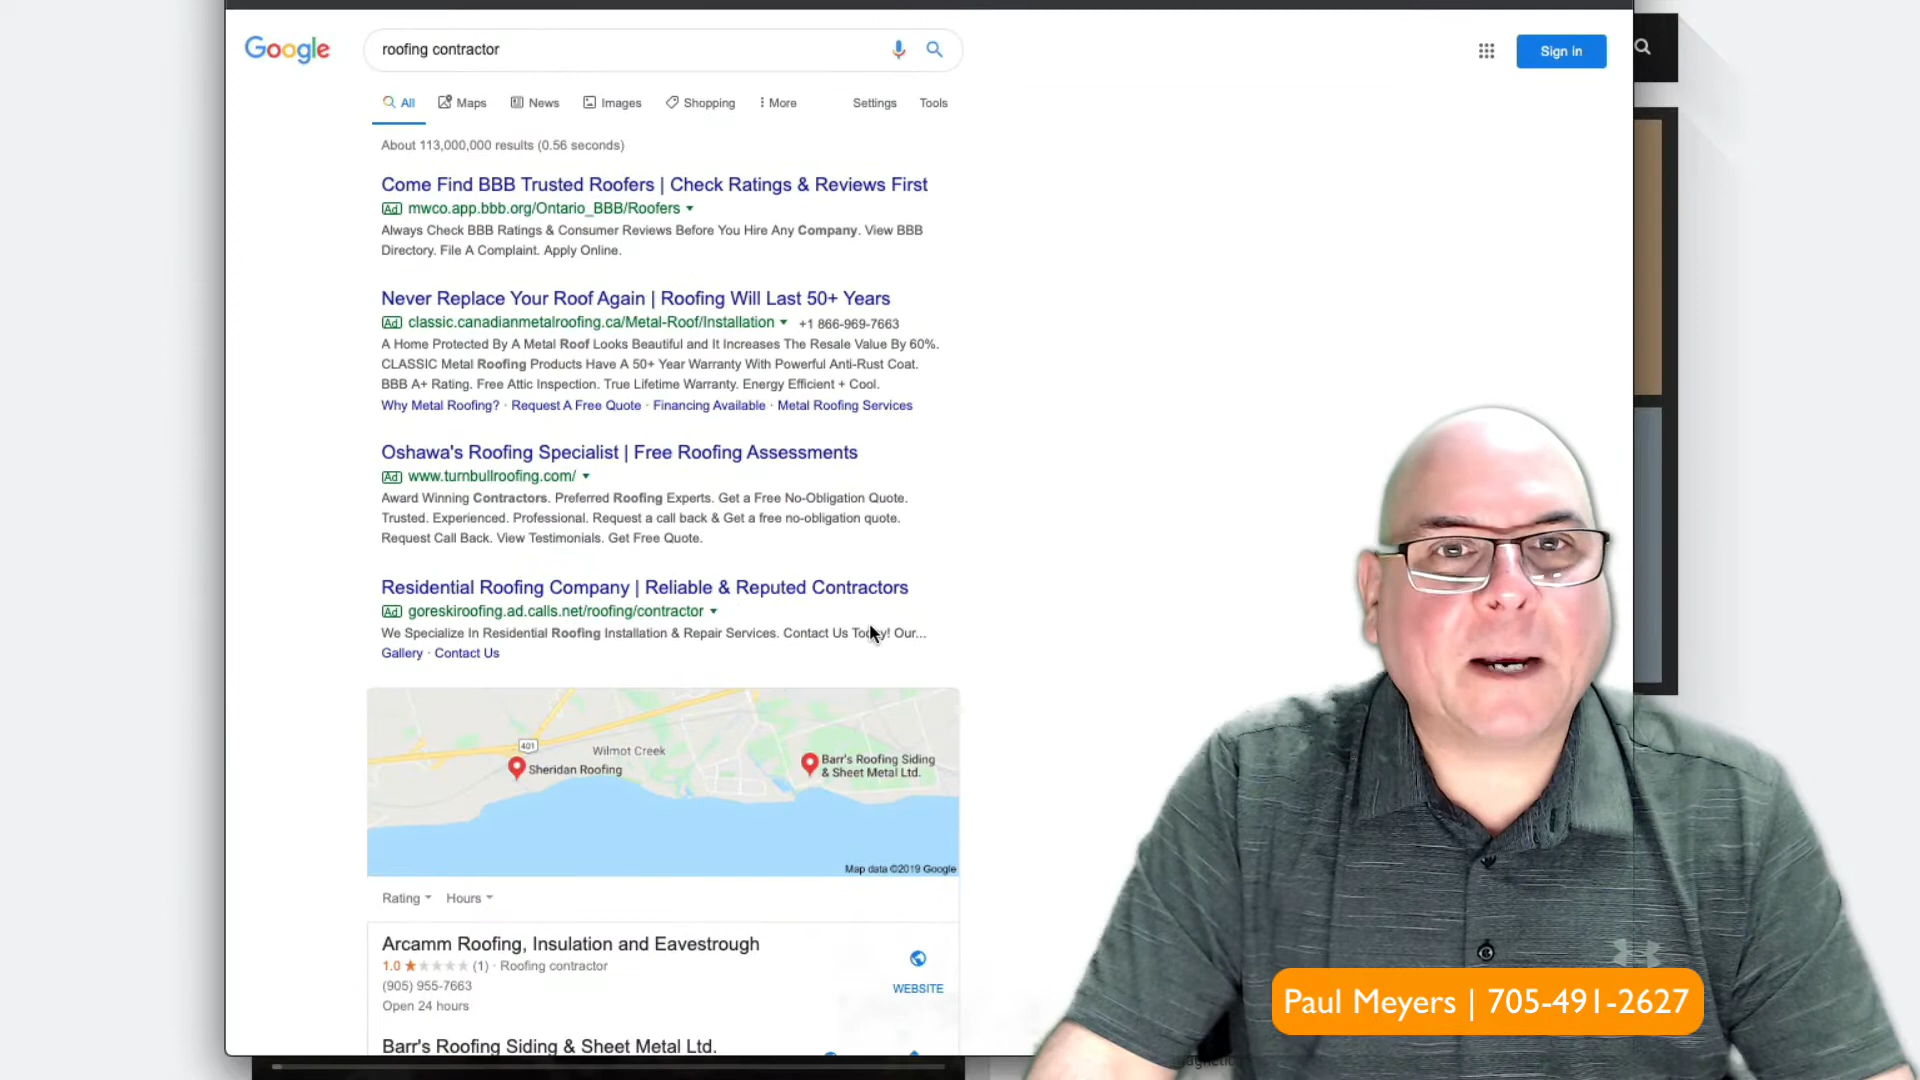 Google
roofing contractor
Sign in
All
Maps
News
Images
Shopping
More
Settings
Tools
About 113,000,000 results (0.56 seconds)
Come Find BBB Trusted Roofers | Check Ratings & Reviews First
Ad mwco.app.bbb.org/Ontario_BBB/Roofers
Always Check BBB Ratings & Consumer Reviews Before You Hire Any Company. View BBB
Directory. File A Complaint. Apply Online.
Never Replace Your Roof Again | Roofing Will Last 50+ Years
Ad classic.canadianmetalroofing.ca/Metal-Roof/Installation +1 866-969-7663
A Home Protected By A Metal Roof Looks Beautiful and It Increases The Resale Value By 60%.
CLASSIC Metal Roofing Products Have A 50+ Year Warranty With Powerful Anti-Rust Coat.
BBB A+ Rating. Free Attic Inspection. True Lifetime Warranty. Energy Efficient + Cool.
Why Metal Roofing? · Request A Free Quote · Financing Available · Metal Roofing Services
Oshawa's Roofing Specialist | Free Roofing Assessments
Ad www.turnbullroofing.com/
Award Winning Contractors. Preferred Roofing Experts. Get a Free No-Obligation Quote.
Trusted. Experienced. Professional. Request a call back & Get a free no-obligation quote.
Request Call Back. View Testimonials. Get Free Quote.
Residential Roofing Company | Reliable & Reputed Contractors
Ad goreskiroofing.ad.calls.net/roofing/contractor
We Specialize In Residential Roofing Installation & Repair Services. Contact Us Today! Our...
Gallery · Contact Us
401
Wilmot Creek
Sheridan Roofing
Barr's Roofing Siding
& Sheet Metal Ltd.
Map data ©2019 Google
Rating
Hours
Arcamm Roofing, Insulation and Eavestrough
1.0 (1) · Roofing contractor
(905) 955-7663
Open 24 hours
WEBSITE
Barr's Roofing Siding & Sheet Metal Ltd.
Paul Meyers | 705-491-2627